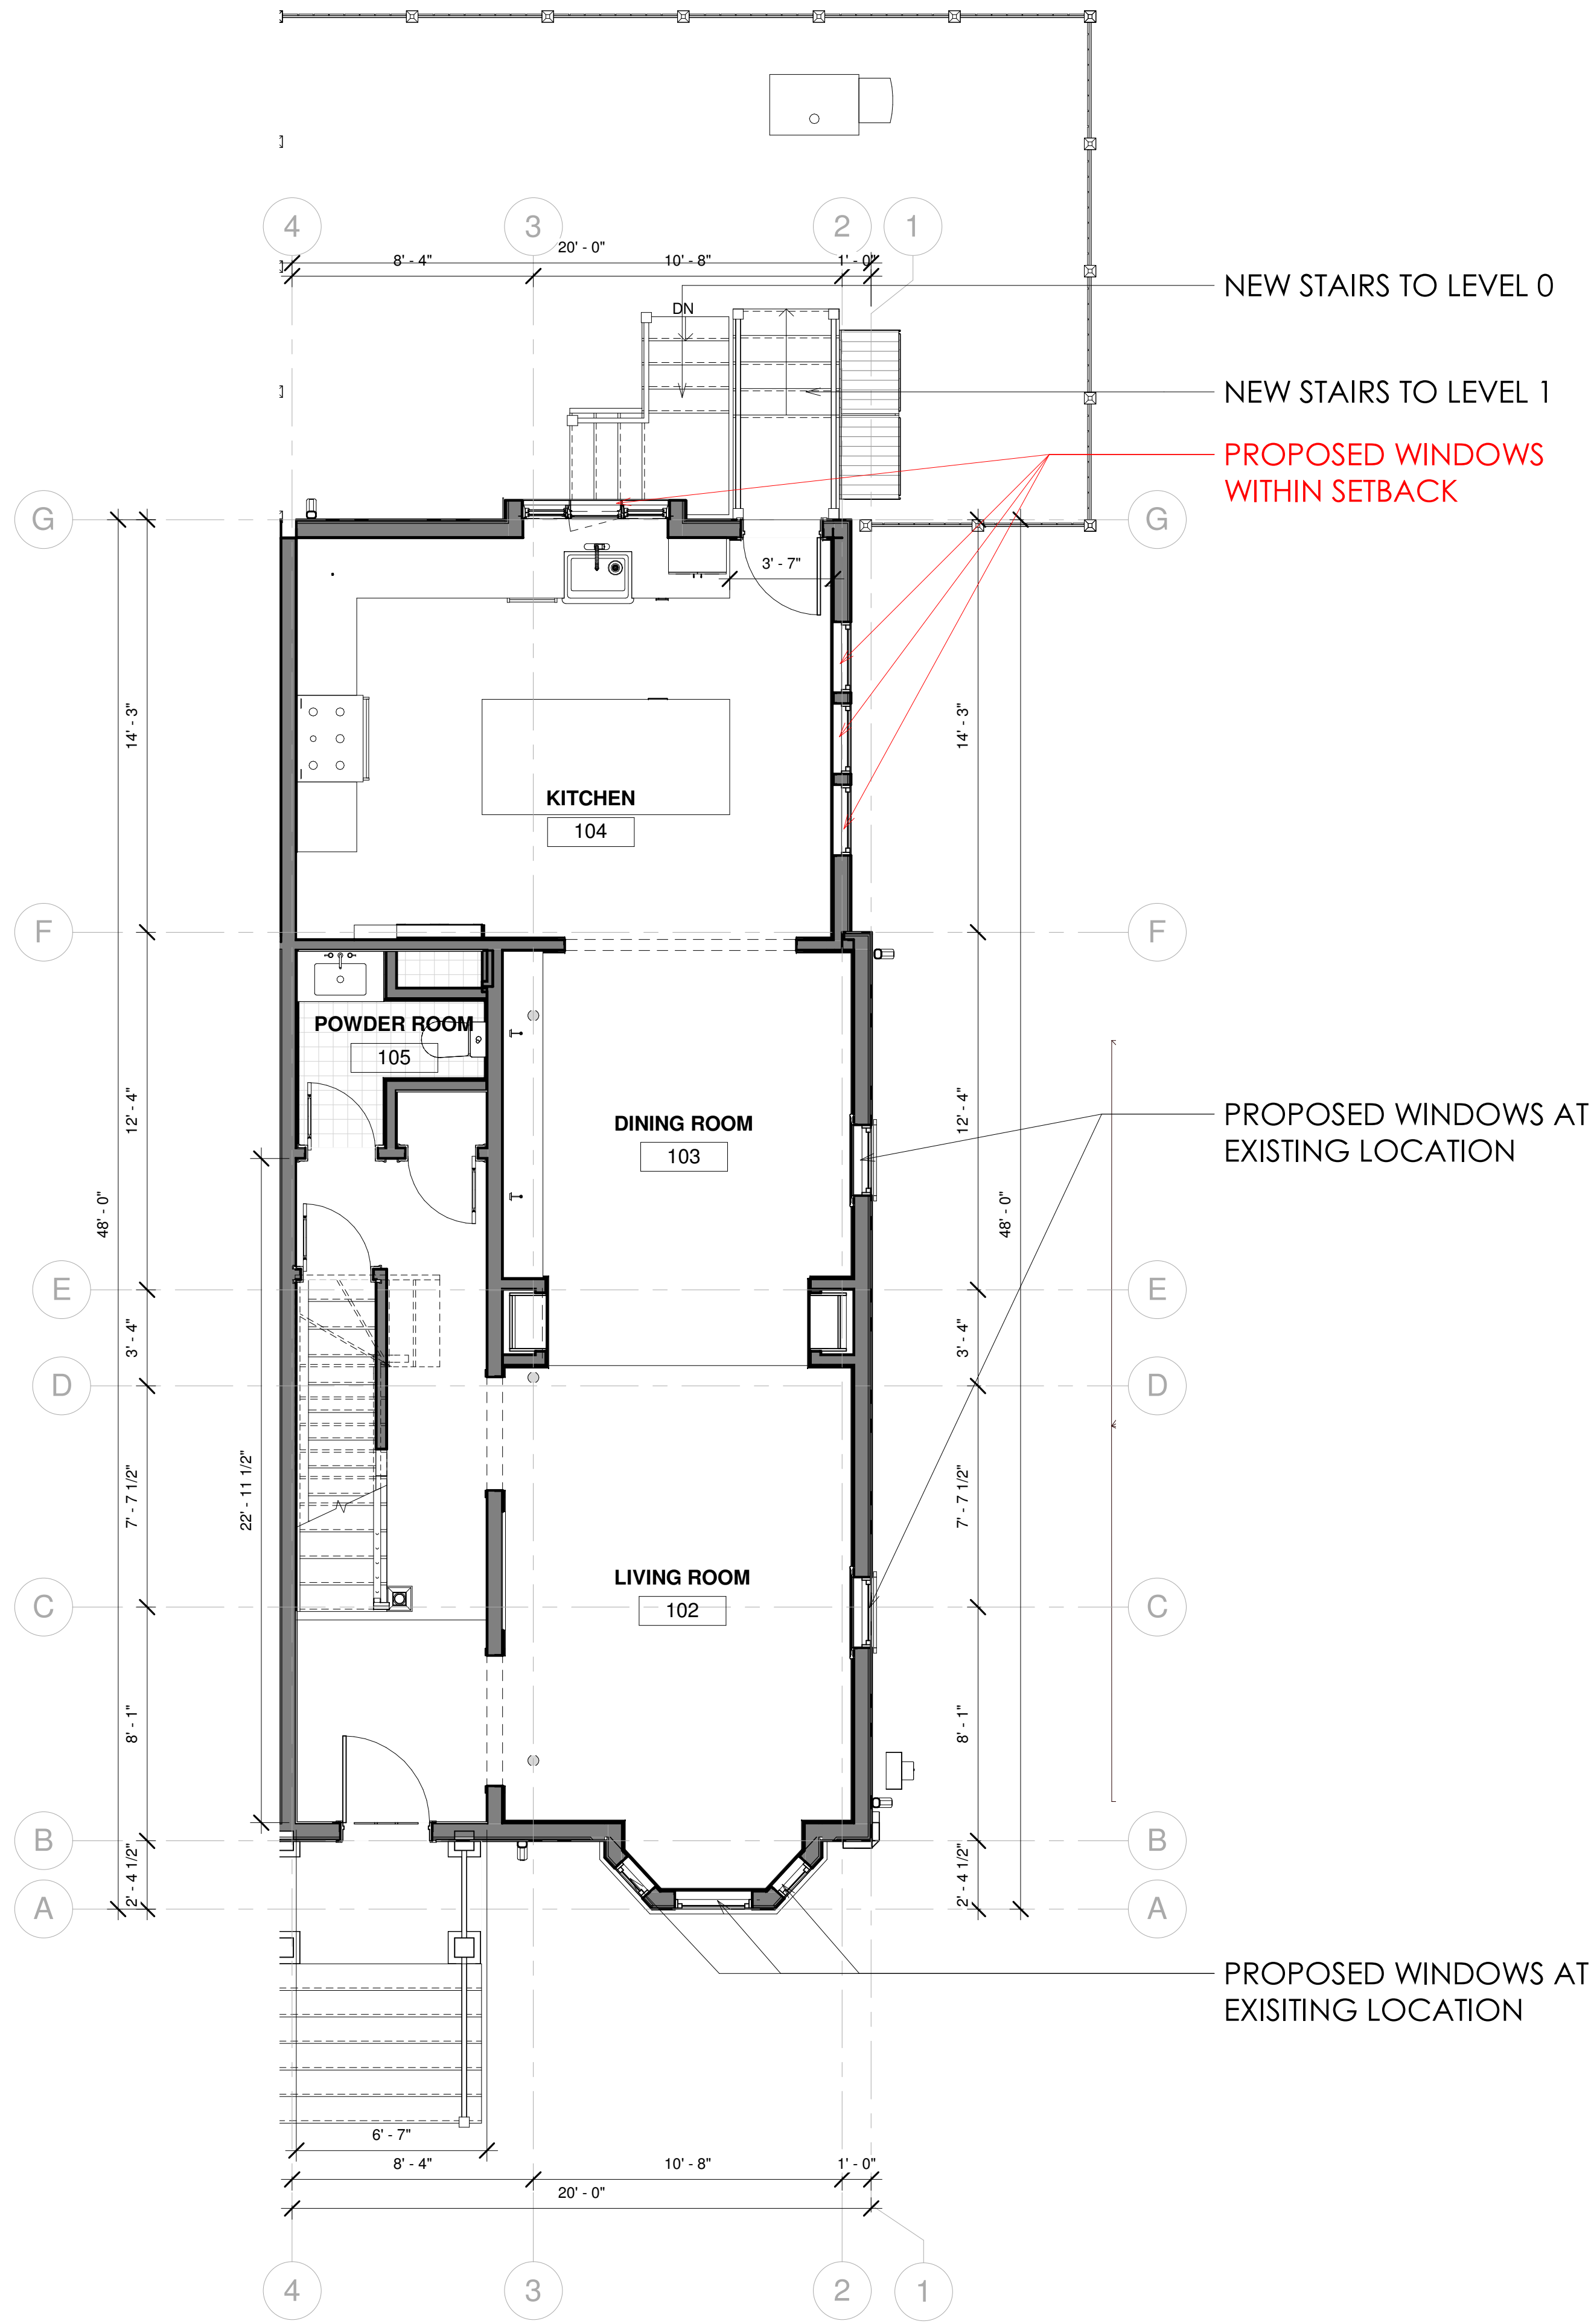 4
3
2
1
20' - 0"
8' - 4"
10' - 8"
1' - 0"
NEW STAIRS TO LEVEL 0
DN
NEW STAIRS TO LEVEL 1
PROPOSED WINDOWS
WITHIN SETBACK
G
G
3' - 7"
14' - 3"
14' - 3"
KITCHEN
104
F
F
POWDER ROOM
105
12' - 4"
12' - 4"
DINING ROOM
103
PROPOSED WINDOWS AT
EXISTING LOCATION
48' - 0"
48' - 0"
E
E
3' - 4"
3' - 4"
D
D
22' - 11 1/2"
7' - 7 1/2"
7' - 7 1/2"
LIVING ROOM
102
C
C
8' - 1"
8' - 1"
B
B
2' - 4 1/2"
2' - 4 1/2"
A
A
PROPOSED WINDOWS AT
EXISITING LOCATION
6' - 7"
8' - 4"
10' - 8"
1' - 0"
20' - 0"
4
3
2
1